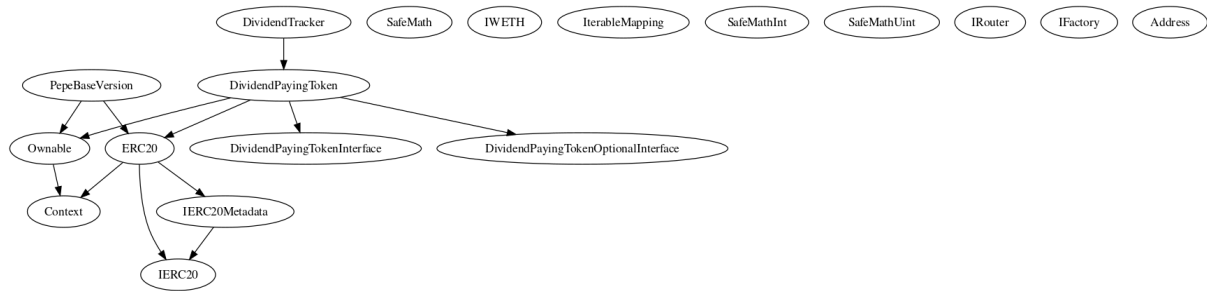 DividendTracker SafeMath IWETH IterableMapping SafeMathInt SafeMathUint IRouter IFactory Address
PepeBaseVersion DividendPayingToken
Ownable ERC20 DividendPayingTokenInterface DividendPayingTokenOptionalInterface
Context IERC20Metadata
IERC20